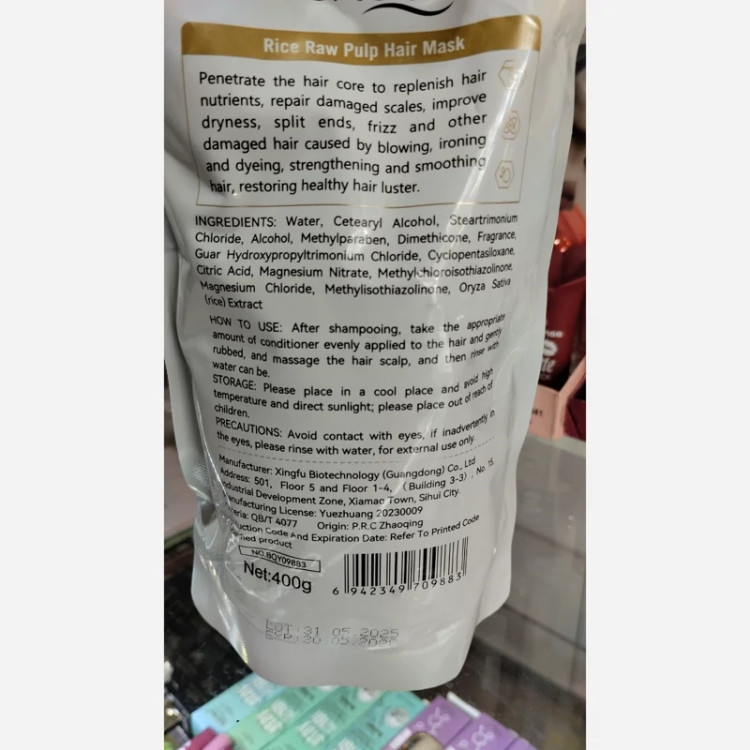 Rice Raw Pulp Hair Mask
Penetrate the hair core to replenish hair
nutrients, repair damaged scales, improve
dryness, split ends, frizz and other
damaged hair caused by blowing, ironing
and dyeing, strengthening and smoothing
hair, restoring healthy hair luster.
INGREDIENTS: Water, Cetearyl Alcohol, Steartrimonium
Chloride, Alcohol, Methylparaben, Dimethicone, Fragrance,
Guar Hydroxypropyltrimonium Chloride, Cyclopentasiloxane,
Citric Acid, Magnesium Nitrate, Methylchloroisothiazolinone,
Magnesium Chloride, Methylisothiazolinone, Oryza Sativa
(rice) Extract
HOW TO USE: After shampooing, take the appropriate
amount of conditioner evenly applied to the hair and gently
rubbed, and massage the hair scalp, and then rinse with
water can be.
STORAGE: Please place in a cool place and avoid high
temperature and direct sunlight; please place out of reach of
children.
PRECAUTIONS: Avoid contact with eyes, if inadvertently in
the eyes, please rinse with water, for external use only.
Manufacturer: Xingfu Biotechnology (Guangdong) Co., Ltd
Address: 501, Floor 5 and Floor 1-4, (Building 3-3), No. 15,
Industrial Development Zone, Xiamao Town, Sihui City.
Manufacturing License: Yuezhuang 20230009
teria: QB/T 4077 Origin: P.R.C Zhaoqing
uction Code And Expiration Date: Refer To Printed Code
fied product
NO.BQY09883
Net:400g
6 942349 709883
LOT:31 05 2025
EXP:30.05.